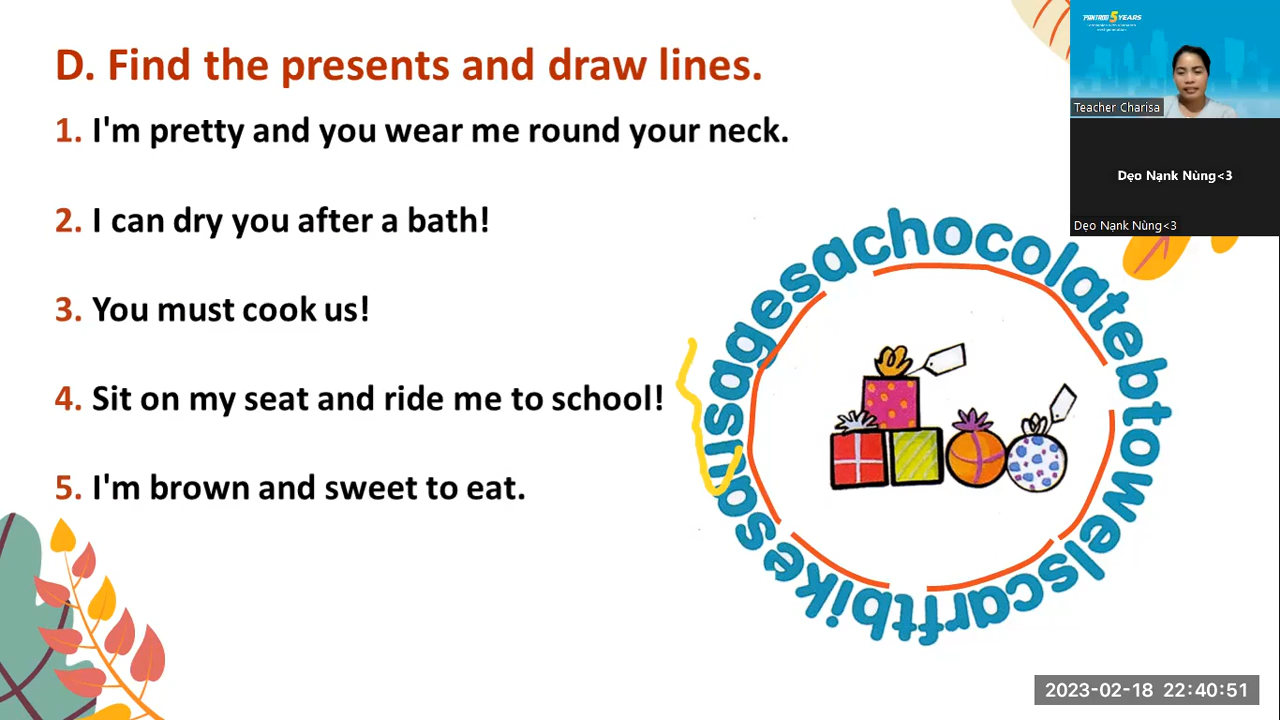 D. Find the presents and draw lines.
1. I'm pretty and you wear me round your neck.
2. I can dry you after a bath!
3. You must cook us!
4. Sit on my seat and ride me to school!
5. I'm brown and sweet to eat.
achocolatebtowelscarftbikesausisages
5 YEARS
Teacher Charisa
Dẹo Nạnk Nùng<3
Dẹo Nạnk Nùng<3
2023-02-18 22:40:51